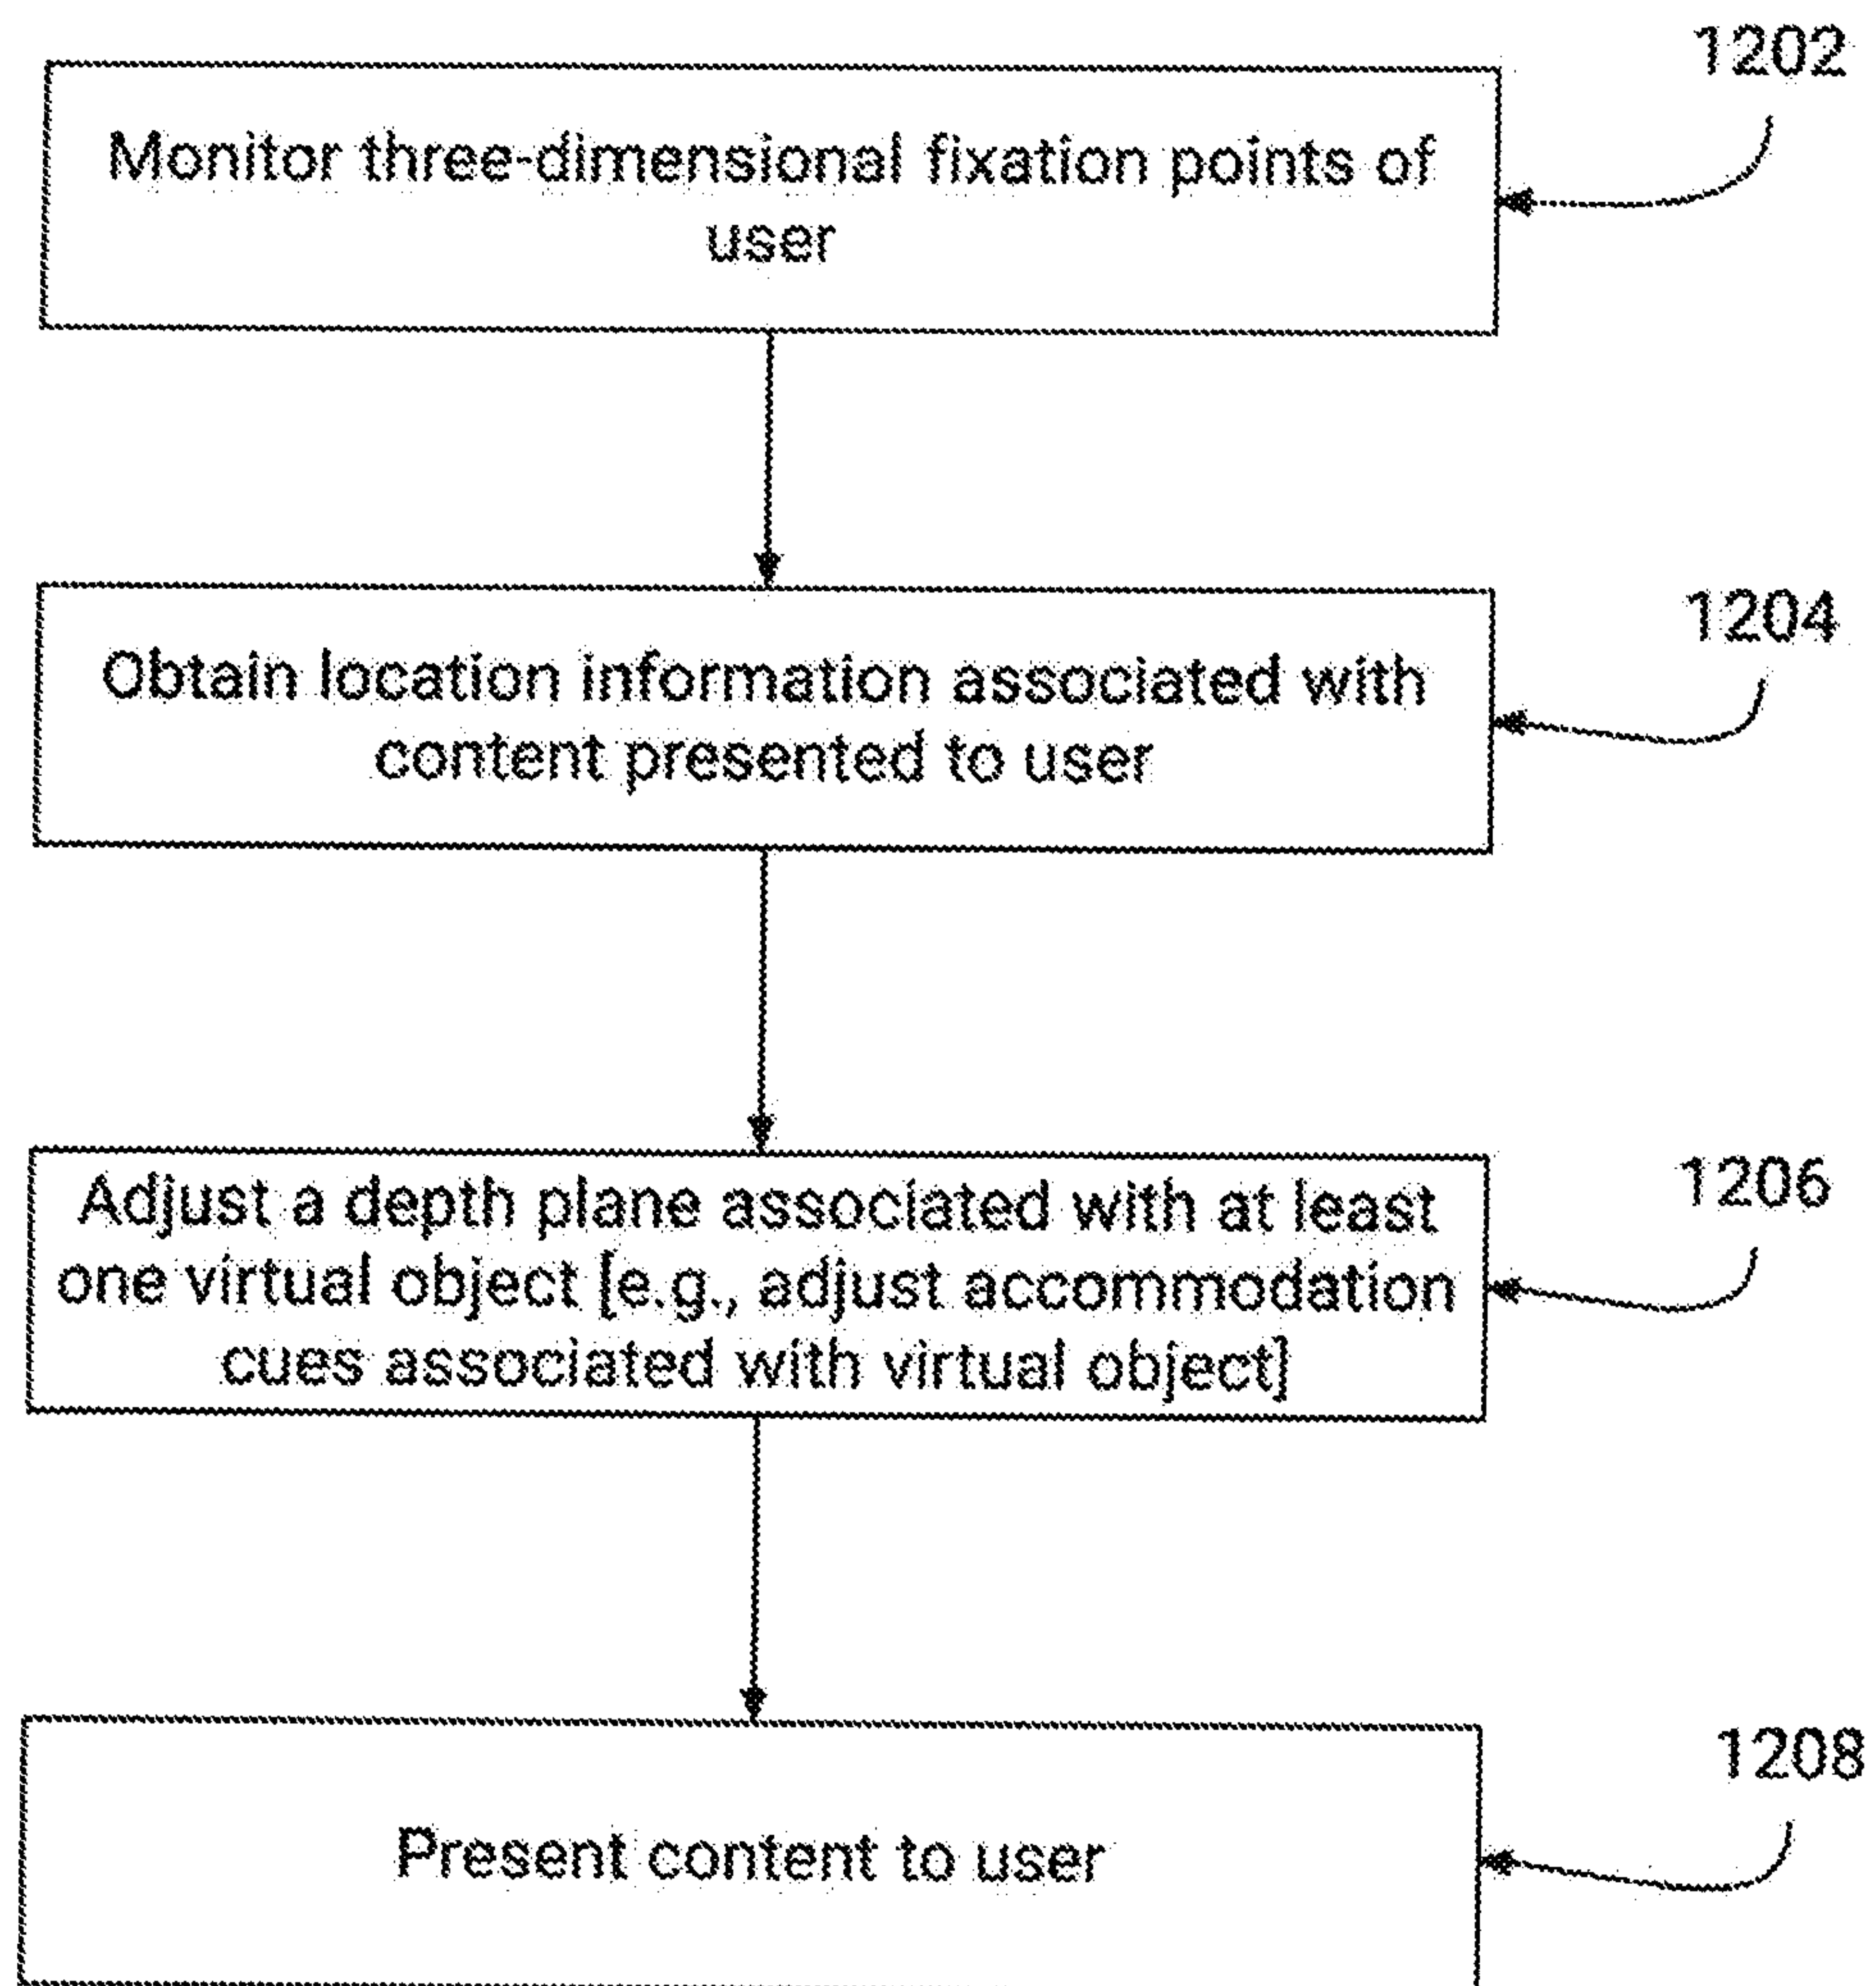 1202
Monitor three-dimensional fixation points of
user
1204
Obtain location information associated with
content presented to user
1206
Adjust a depth plane associated with at least
one virtual object [e.g., adjust accommodation
cues associated with virtual object]
1208
Present content to user